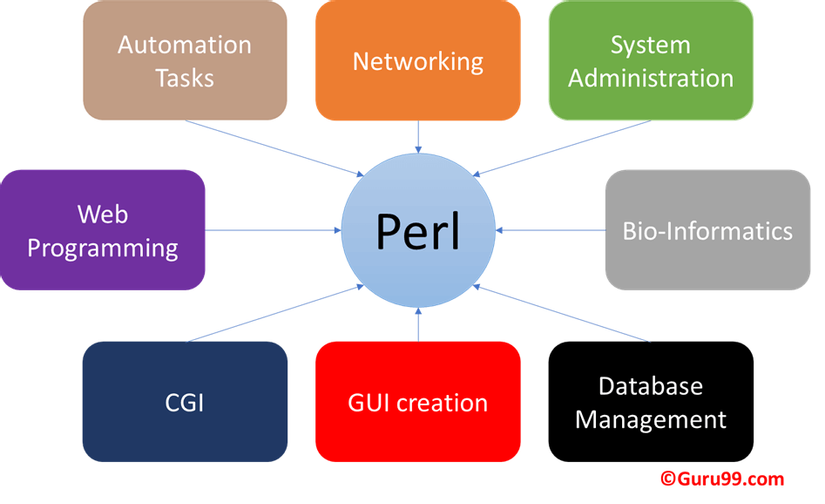 Automation
Tasks
Networking
System
Administration
Web
Programming
Perl
Bio-Informatics
CGI
GUI creation
Database
Management
©Guru99.com